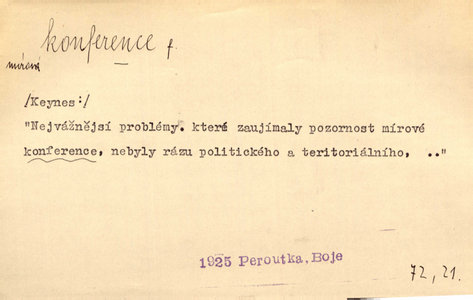 konference f.
mírová
/Keynes:/
"Nejvážnější problémy. které zaujímaly pozornost mírové
konference, nebyly rázu politického a teritoriálního, .."
1925 Peroutka,Boje
72,21.